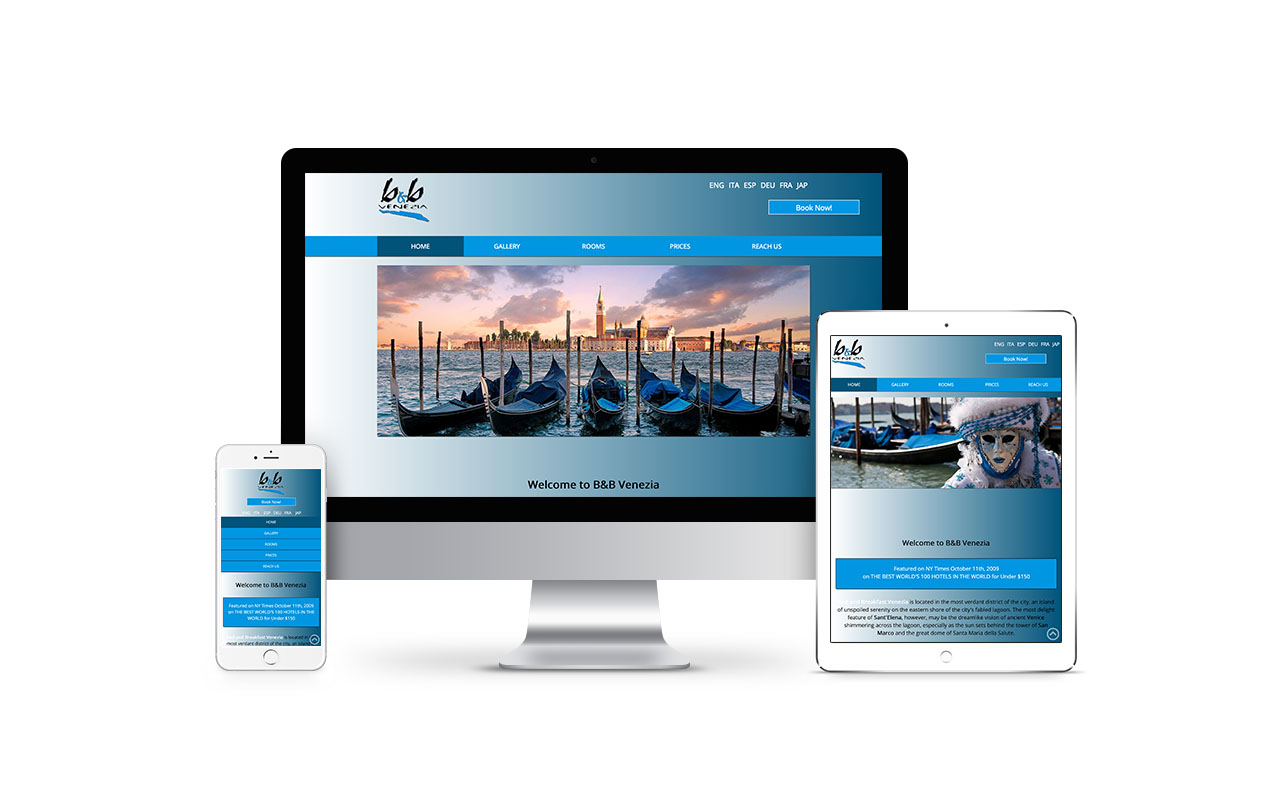 b&b
VENEZIA
ENG ITA ESP DEU FRA JAP
Book Now!
HOME GALLERY ROOMS PRICES REACH US
Welcome to B&B Venezia
b&b
VENEZIA
Book Now!
ENG ITA ESP DEU FRA JAP
HOME
GALLERY
ROOMS
PRICES
REACH US
Welcome to B&B Venezia
Featured on NY Times October 11th, 2009
on THE BEST WORLD'S 100 HOTELS IN THE
WORLD for Under $150
Bed and Breakfast Venezia is located in
most verdant district of the city, an island
b&b
VENEZIA
ENG ITA ESP DEU FRA JAP
Book Now!
HOME GALLERY ROOMS PRICES REACH US
Welcome to B&B Venezia
Featured on NY Times October 11th, 2009
on THE BEST WORLD'S 100 HOTELS IN THE WORLD for Under $150
Bed and Breakfast Venezia is located in the most verdant district of the city, an island
of unspoiled serenity on the eastern shore of the city's fabled lagoon. The most delight
feature of Sant'Elena, however, may be the dreamlike vision of ancient Venice
shimmering across the lagoon, especially as the sun sets behind the tower of San
Marco and the great dome of Santa Maria della Salute.